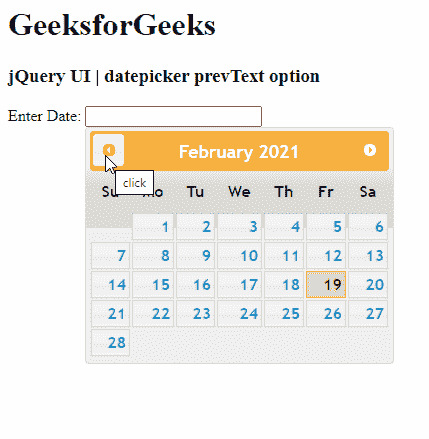 GeeksforGeeks
jQuery UI | datepicker prevText option
Enter Date:
February 2021
click
Su Mo Tu We Th Fr Sa
1 2 3 4 5 6
7 8 9 10 11 12 13
14 15 16 17 18 19 20
21 22 23 24 25 26 27
28